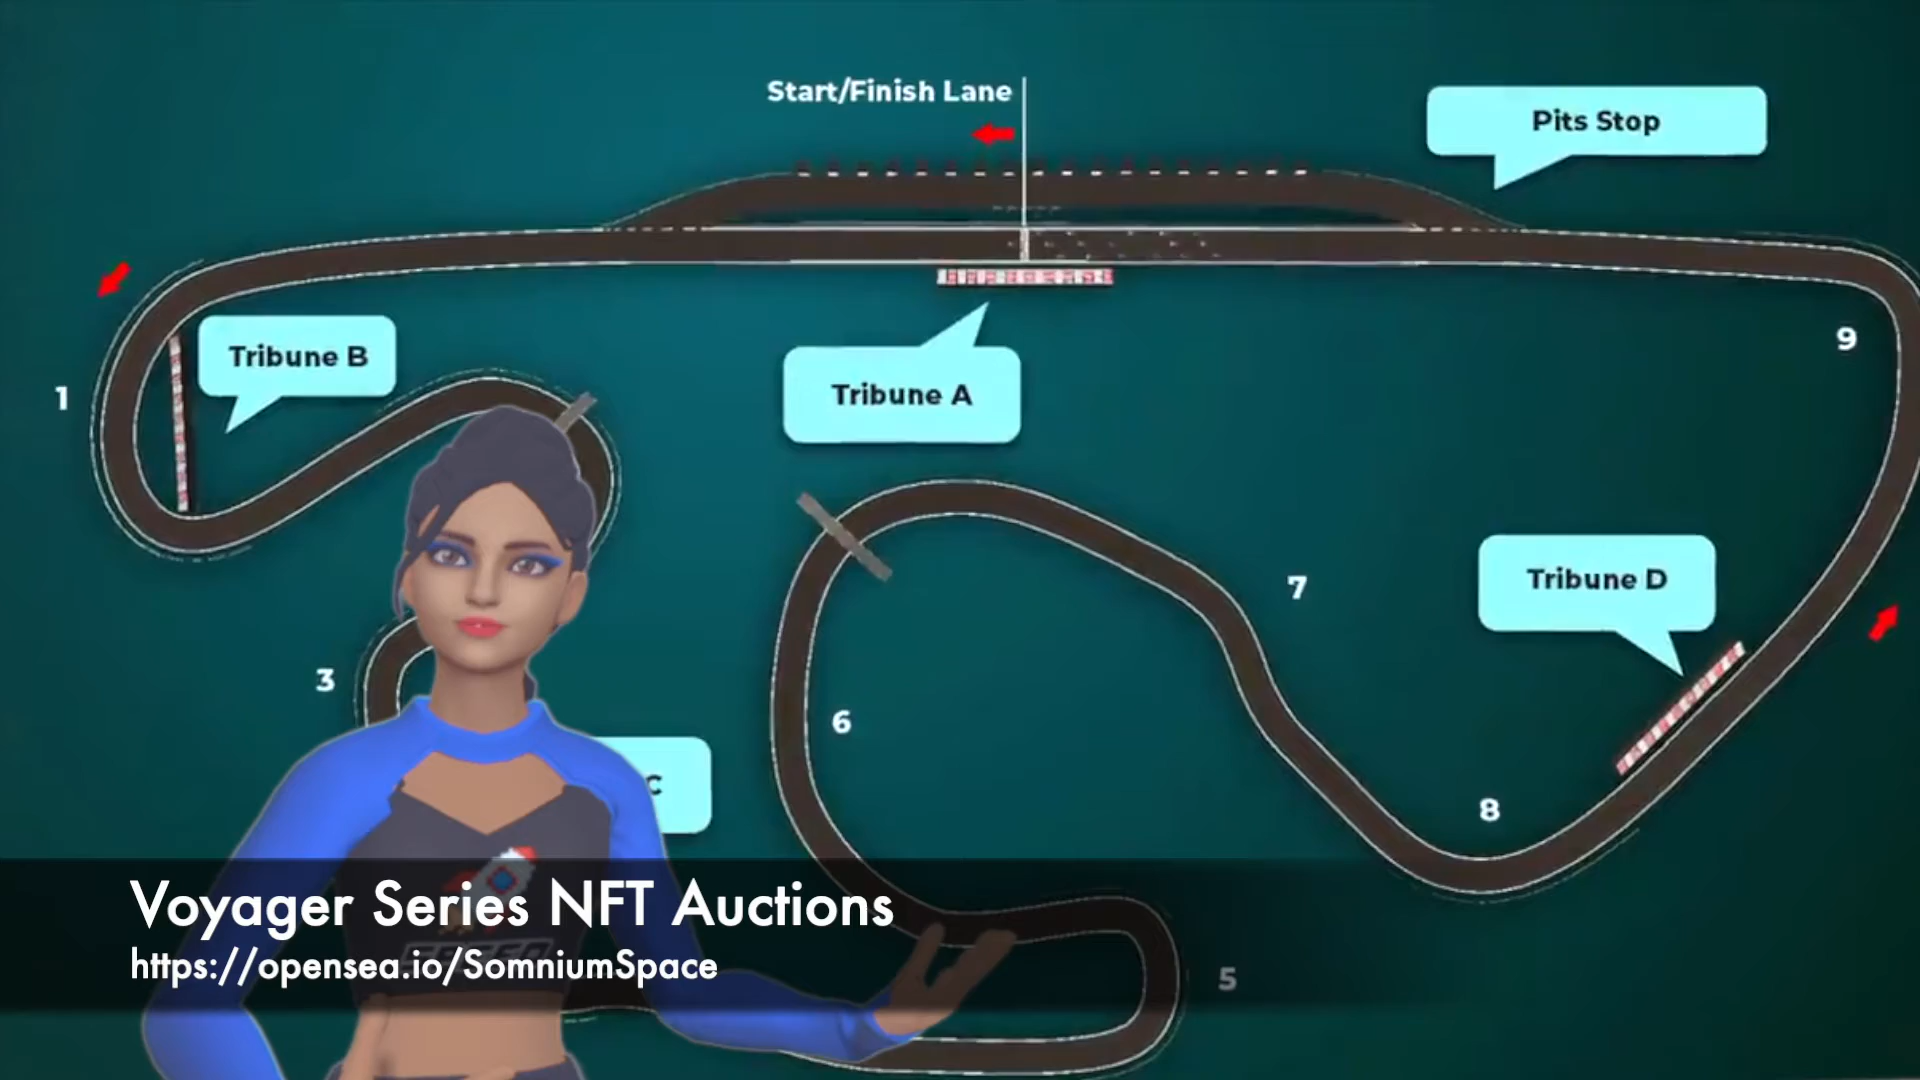 Start/Finish Lane
Pits Stop
Tribune B
Tribune A
9
1
Tribune D
7
3
6
C
8
Voyager Series NFT Auctions
https://opensea.io/SomniumSpace
5